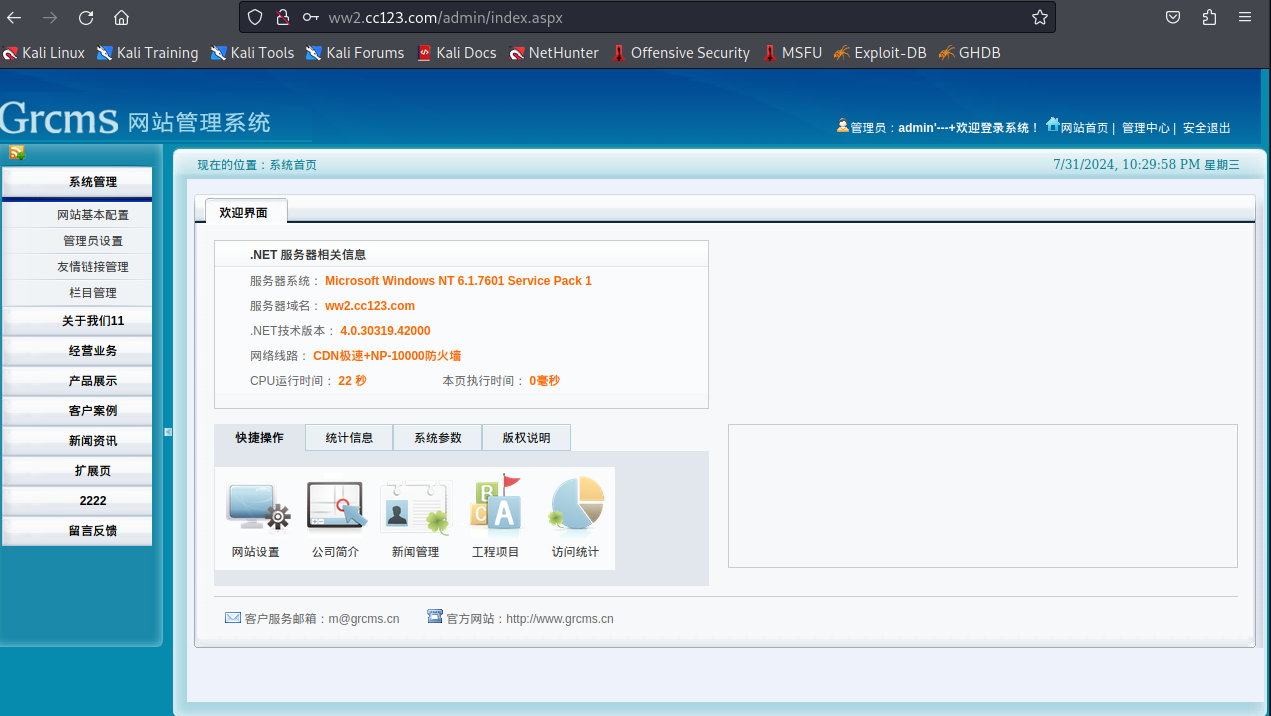 ww2.cc123.com/admin/index.aspx
Kali Linux Kali Training Kali Tools Kali Forums Kali Docs NetHunter Offensive Security MSFU Exploit-DB GHDB
Grcms 网站管理系统
管理员：admin'---+欢迎登录系统！ 网站首页 | 管理中心 | 安全退出
现在的位置：系统首页
7/31/2024, 10:29:58 PM 星期三
系统管理
网站基本配置
管理员设置
友情链接管理
栏目管理
关于我们11
经营业务
产品展示
客户案例
新闻资讯
扩展页
2222
留言反馈
欢迎界面
.NET 服务器相关信息
服务器系统： Microsoft Windows NT 6.1.7601 Service Pack 1
服务器域名： ww2.cc123.com
.NET技术版本： 4.0.30319.42000
网络线路： CDN极速+NP-10000防火墙
CPU运行时间： 22 秒 本页执行时间： 0毫秒
快捷操作 统计信息 系统参数 版权说明
B
C A
网站设置 公司简介 新闻管理 工程项目 访问统计
客户服务邮箱：m@grcms.cn 官方网站：http://www.grcms.cn